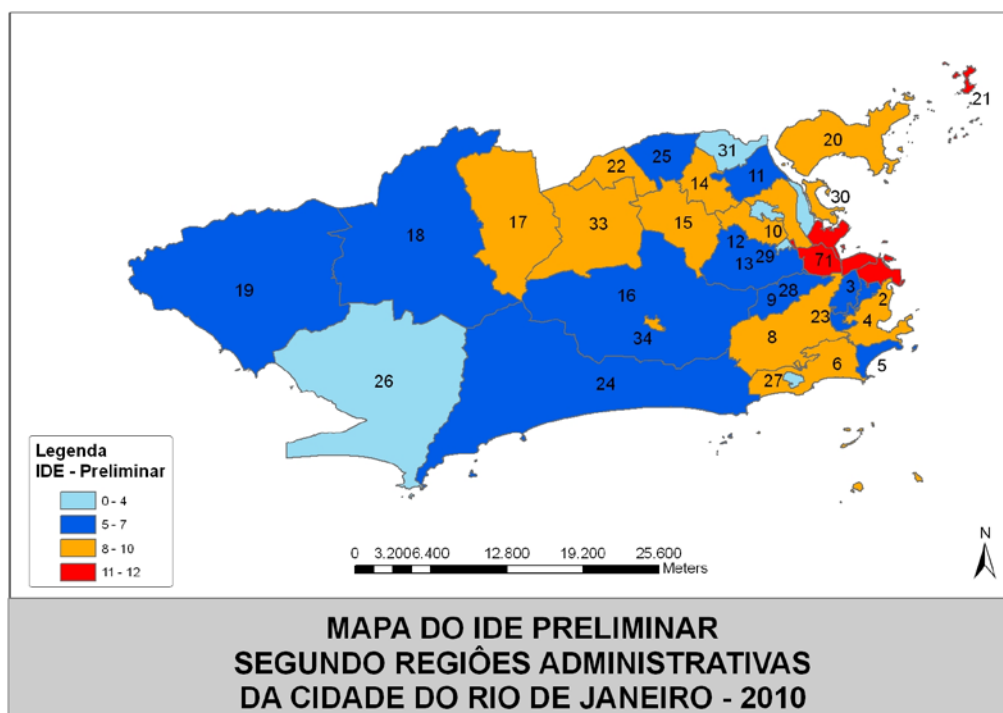 21
20
31
25
22
11
14
30
17
33
15
10
12
18
13
29
71
16
28
3
19
9
2
23
4
34
8
6
5
26
24
27
Legenda
IDE - Preliminar
0 - 4
5 - 7
8 - 10
11 - 12
0 3.2006.400 12.800 19.200 25.600
Meters
N
MAPA DO IDE PRELIMINAR
SEGUNDO REGIÔES ADMINISTRATIVAS
DA CIDADE DO RIO DE JANEIRO - 2010